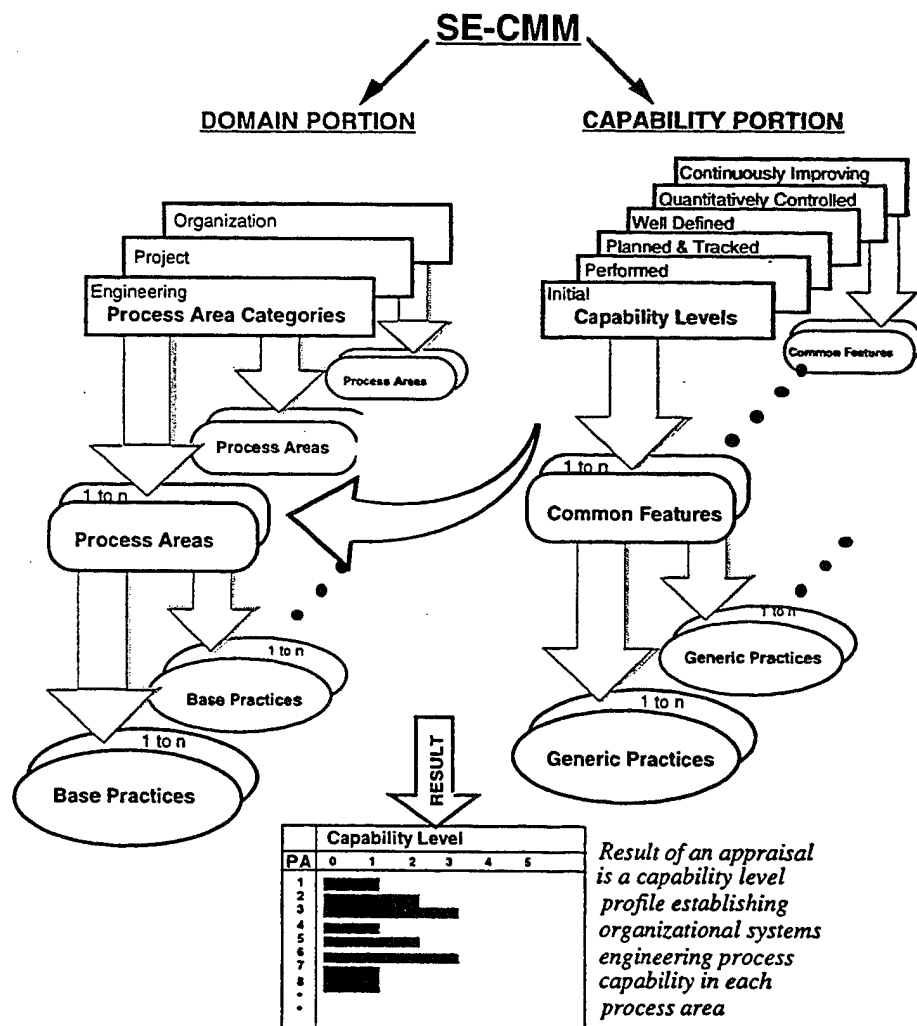 SE-CMM
DOMAIN PORTION
CAPABILITY PORTION
Organization
Project
Engineering
Process Area Categories
Process Areas
Process Areas
1 to n
Process Areas
1 to n
Base Practices
1 to n
Base Practices
Continuously Improving
Quantitatively Controlled
Well Defined
Planned & Tracked
Performed
Initial
Capability Levels
Common Features
1 to n
Common Features
1 to n
Generic Practices
1 to n
Generic Practices
RESULT
Capability Level
PA 0 1 2 3 4 5
1
2
3
4
5
6
7
8
Result of an appraisal
is a capability level
profile establishing
organizational systems
engineering process
capability in each
process area